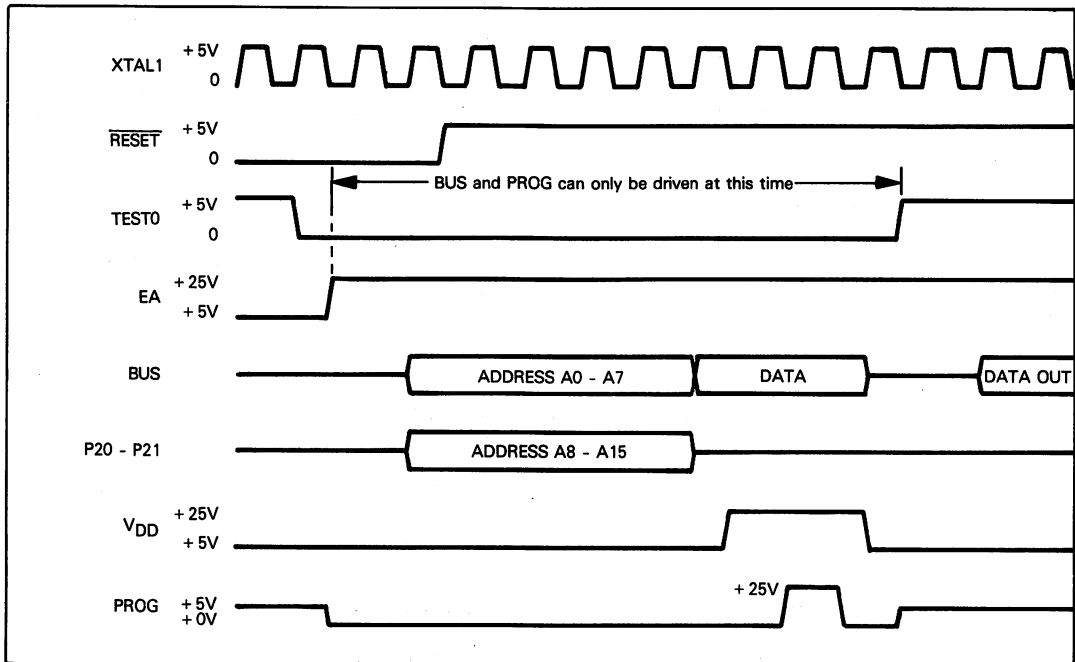 XTAL1
+5V
0
RESET
+5V
0
BUS and PROG can only be driven at this time
TEST0
+5V
0
EA
+25V
+5V
BUS
ADDRESS A0 - A7
DATA
DATA OUT
P20 - P21
ADDRESS A8 - A15
VDD
+25V
+5V
PROG
+5V
+0V
+25V